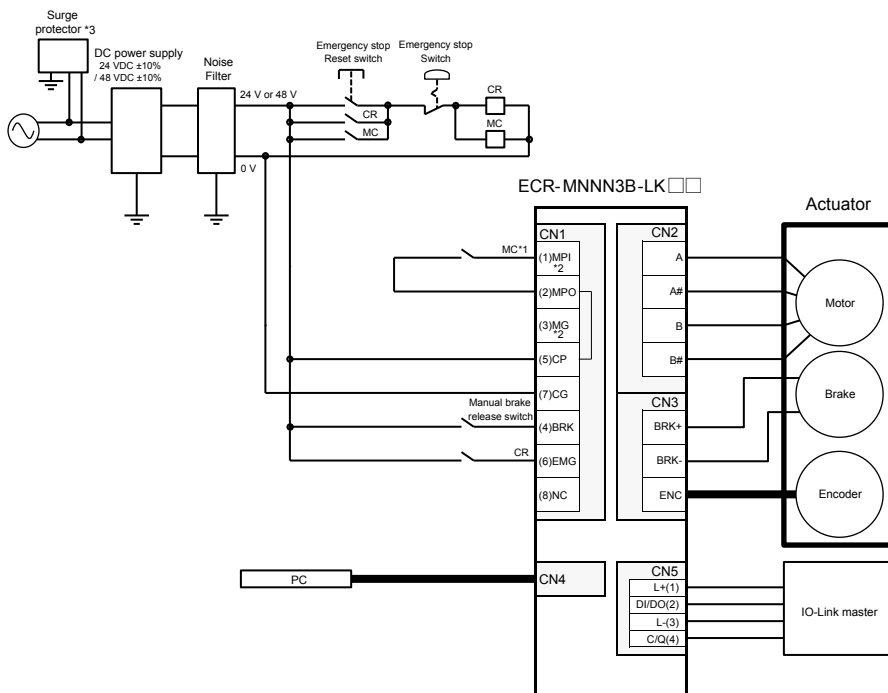 Surge
protector *3
DC power supply
24 VDC ±10%
/ 48 VDC ±10%
Noise
Filter
Emergency stop
Reset switch
Emergency stop
Switch
24 V or 48 V
CR
CR
MC
MC
0 V
ECR-MNNN3B-LK□□
Actuator
CN1
MC*1
(1)MPI
*2
(2)MPO
(3)MG
*2
(5)CP
(7)CG
Manual brake
release switch
(4)BRK
CR
(6)EMG
(8)NC
CN2
A
A#
B
B#
CN3
BRK+
BRK-
ENC
Motor
Brake
Encoder
PC
CN4
CN5
L+(1)
DI/DO(2)
L-(3)
C/Q(4)
IO-Link master